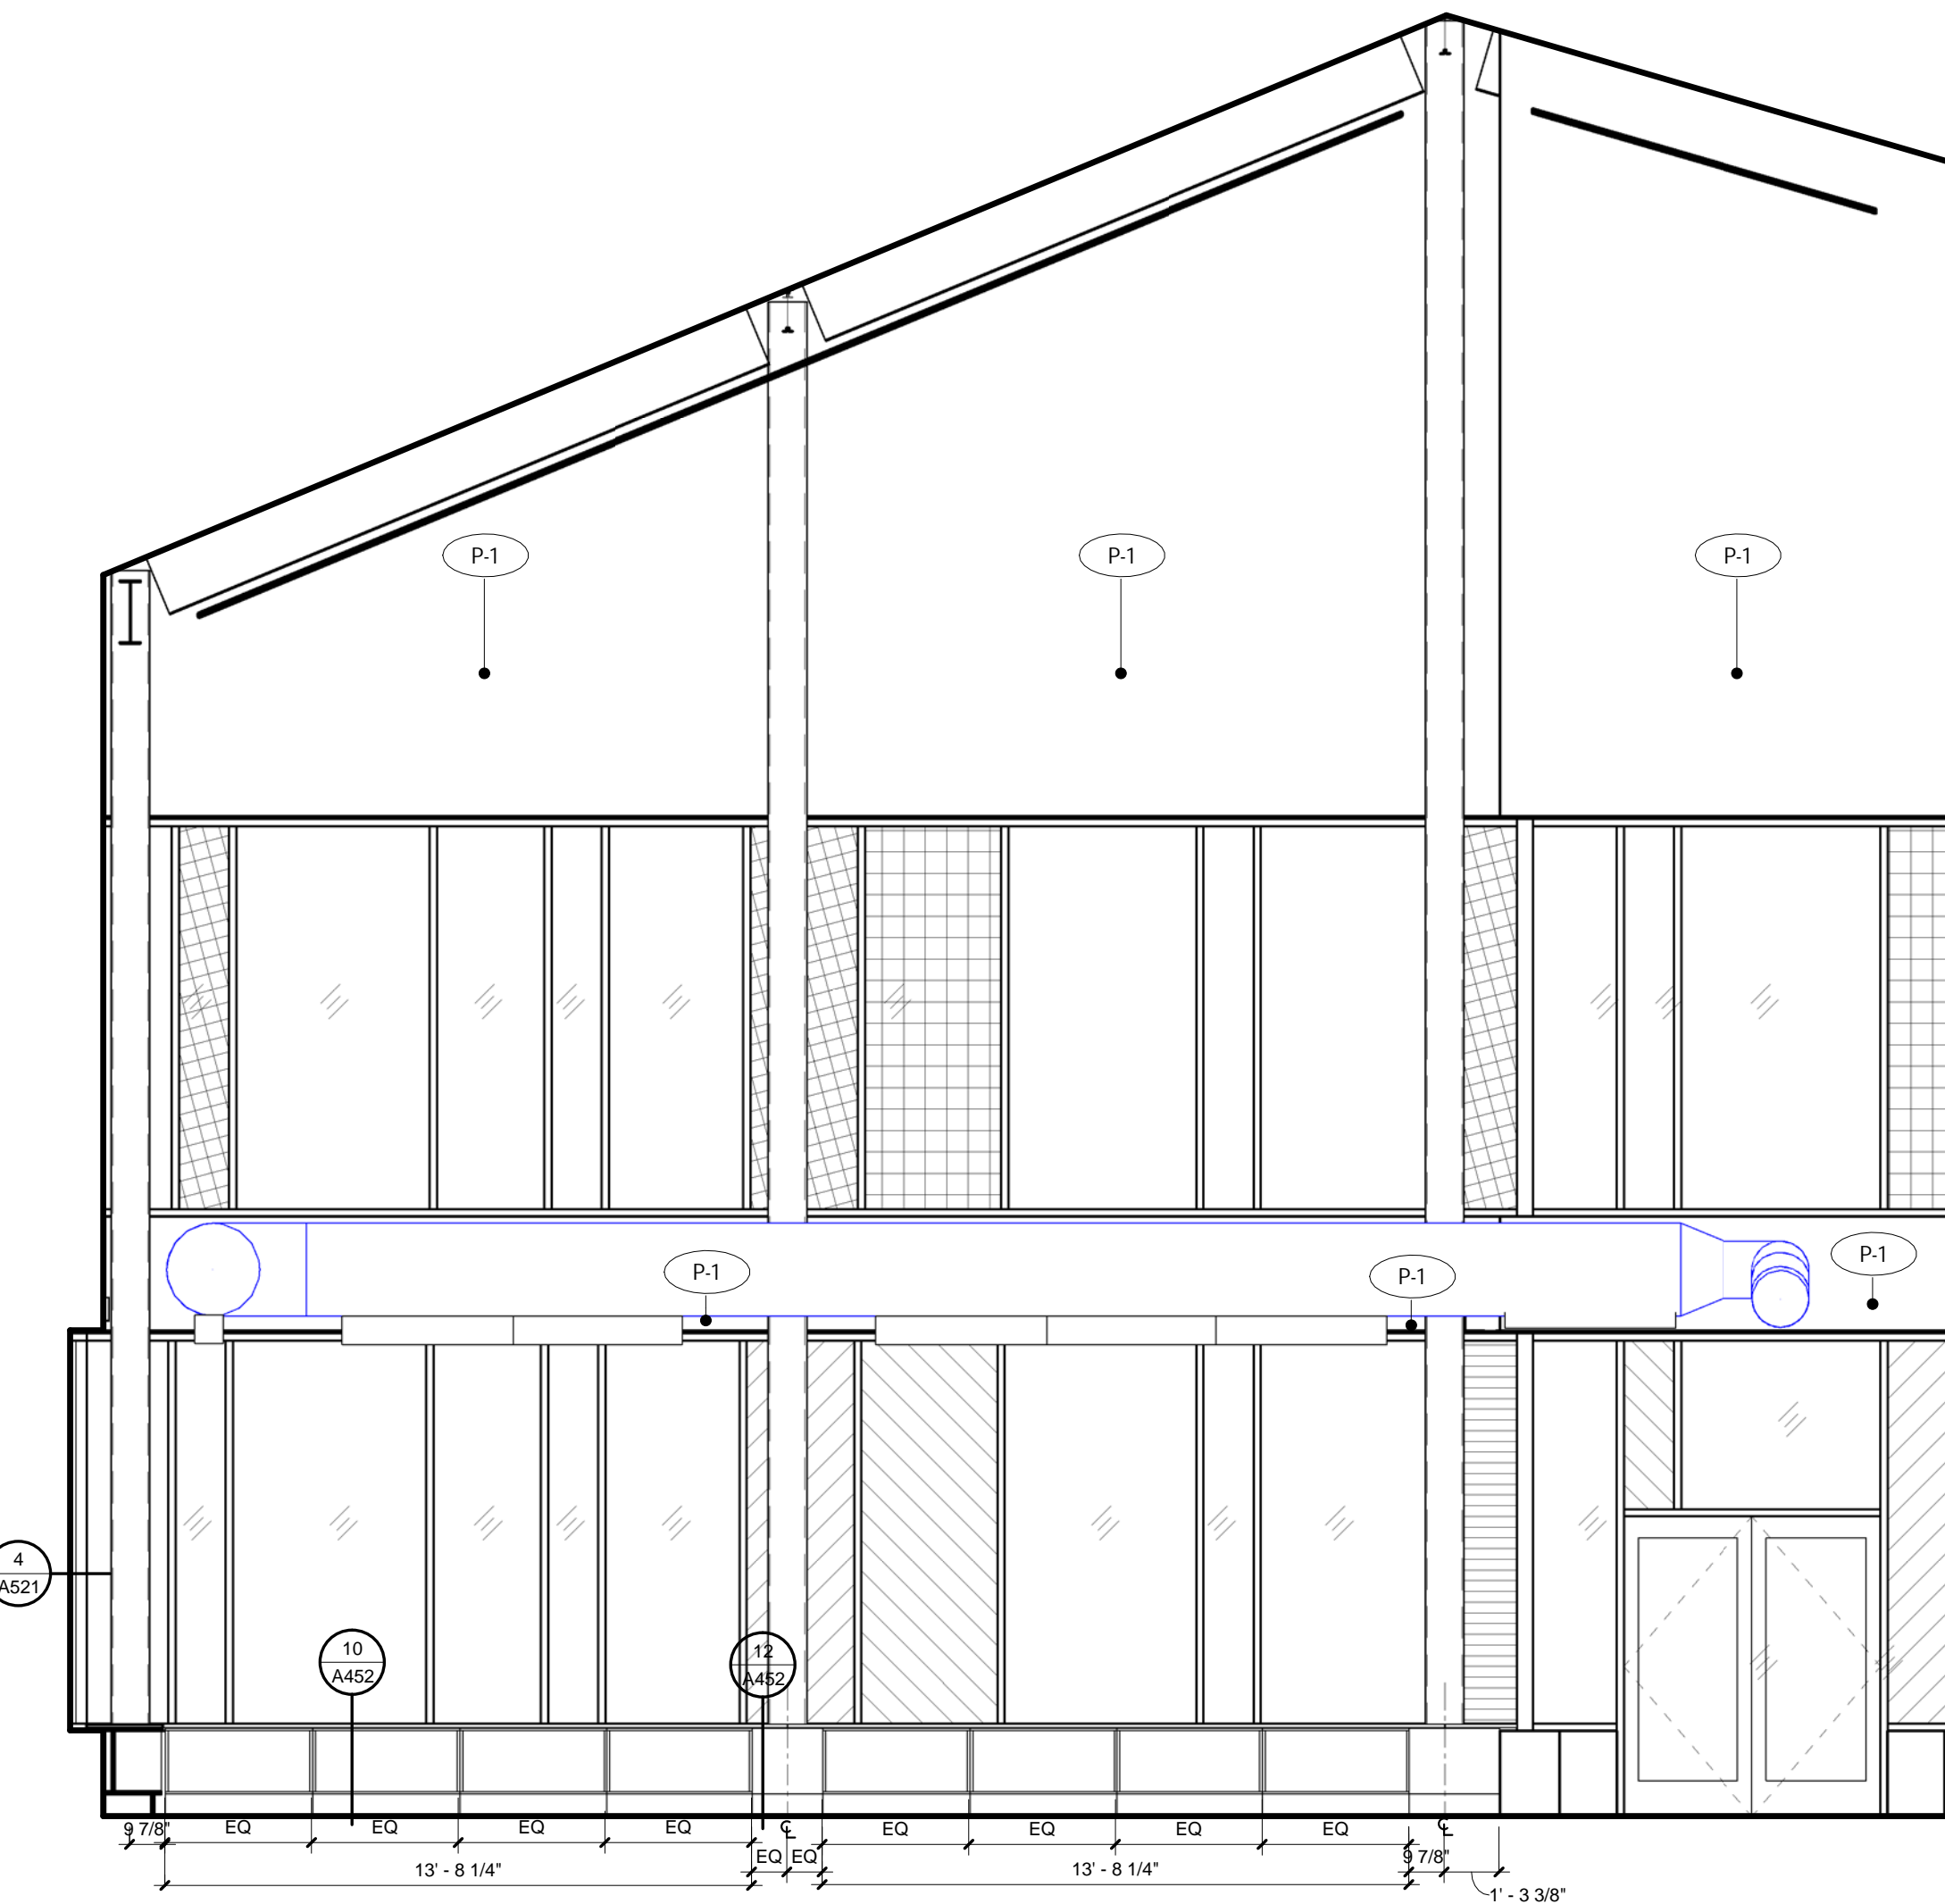 P-1
P-1
P-1
P-1
P-1
P-1
4
A521
10
A452
12
A452
9 7/8"
EQ
EQ
EQ
EQ
℄
EQ
EQ
EQ
EQ
℄
EQ
EQ
9 7/8"
13' - 8 1/4"
13' - 8 1/4"
1' - 3 3/8"